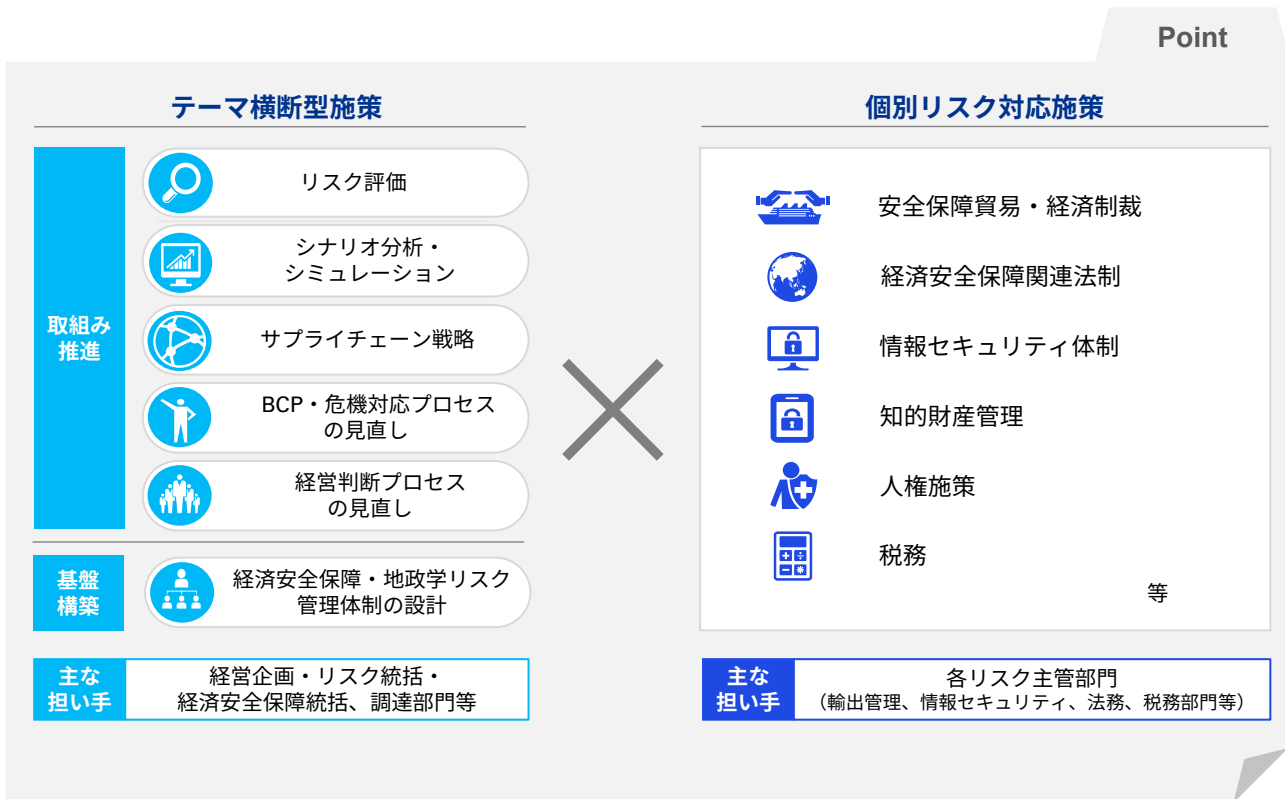 Point
テーマ横断型施策
取組み
推進
リスク評価
シナリオ分析・
シミュレーション
サプライチェーン戦略
BCP・危機対応プロセス
の見直し
経営判断プロセス
の見直し
基盤
構築
経済安全保障・地政学リスク
管理体制の設計
主な
担い手
経営企画・リスク統括・
経済安全保障統括、調達部門等
個別リスク対応施策
安全保障貿易・経済制裁
経済安全保障関連法制
情報セキュリティ体制
知的財産管理
人権施策
税務
等
主な
担い手
各リスク主管部門
（輸出管理、情報セキュリティ、法務、税務部門等）